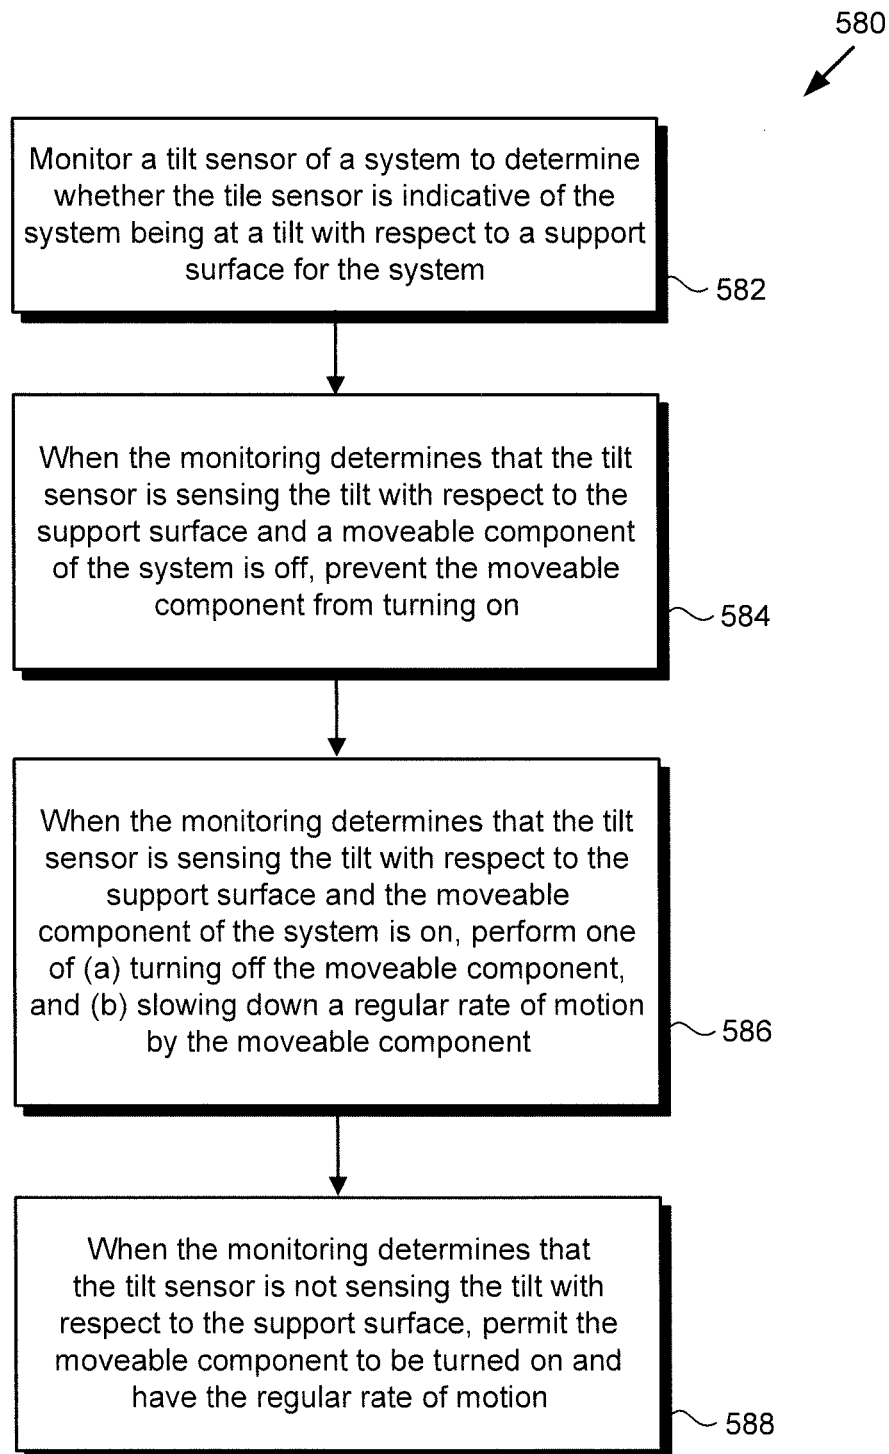 580
Monitor a tilt sensor of a system to determine
whether the tile sensor is indicative of the
system being at a tilt with respect to a support
surface for the system
582
When the monitoring determines that the tilt
sensor is sensing the tilt with respect to the
support surface and a moveable component
of the system is off, prevent the moveable
component from turning on
584
When the monitoring determines that the tilt
sensor is sensing the tilt with respect to the
support surface and the moveable
component of the system is on, perform one
of (a) turning off the moveable component,
and (b) slowing down a regular rate of motion
by the moveable component
586
When the monitoring determines that
the tilt sensor is not sensing the tilt with
respect to the support surface, permit the
moveable component to be turned on and
have the regular rate of motion
588